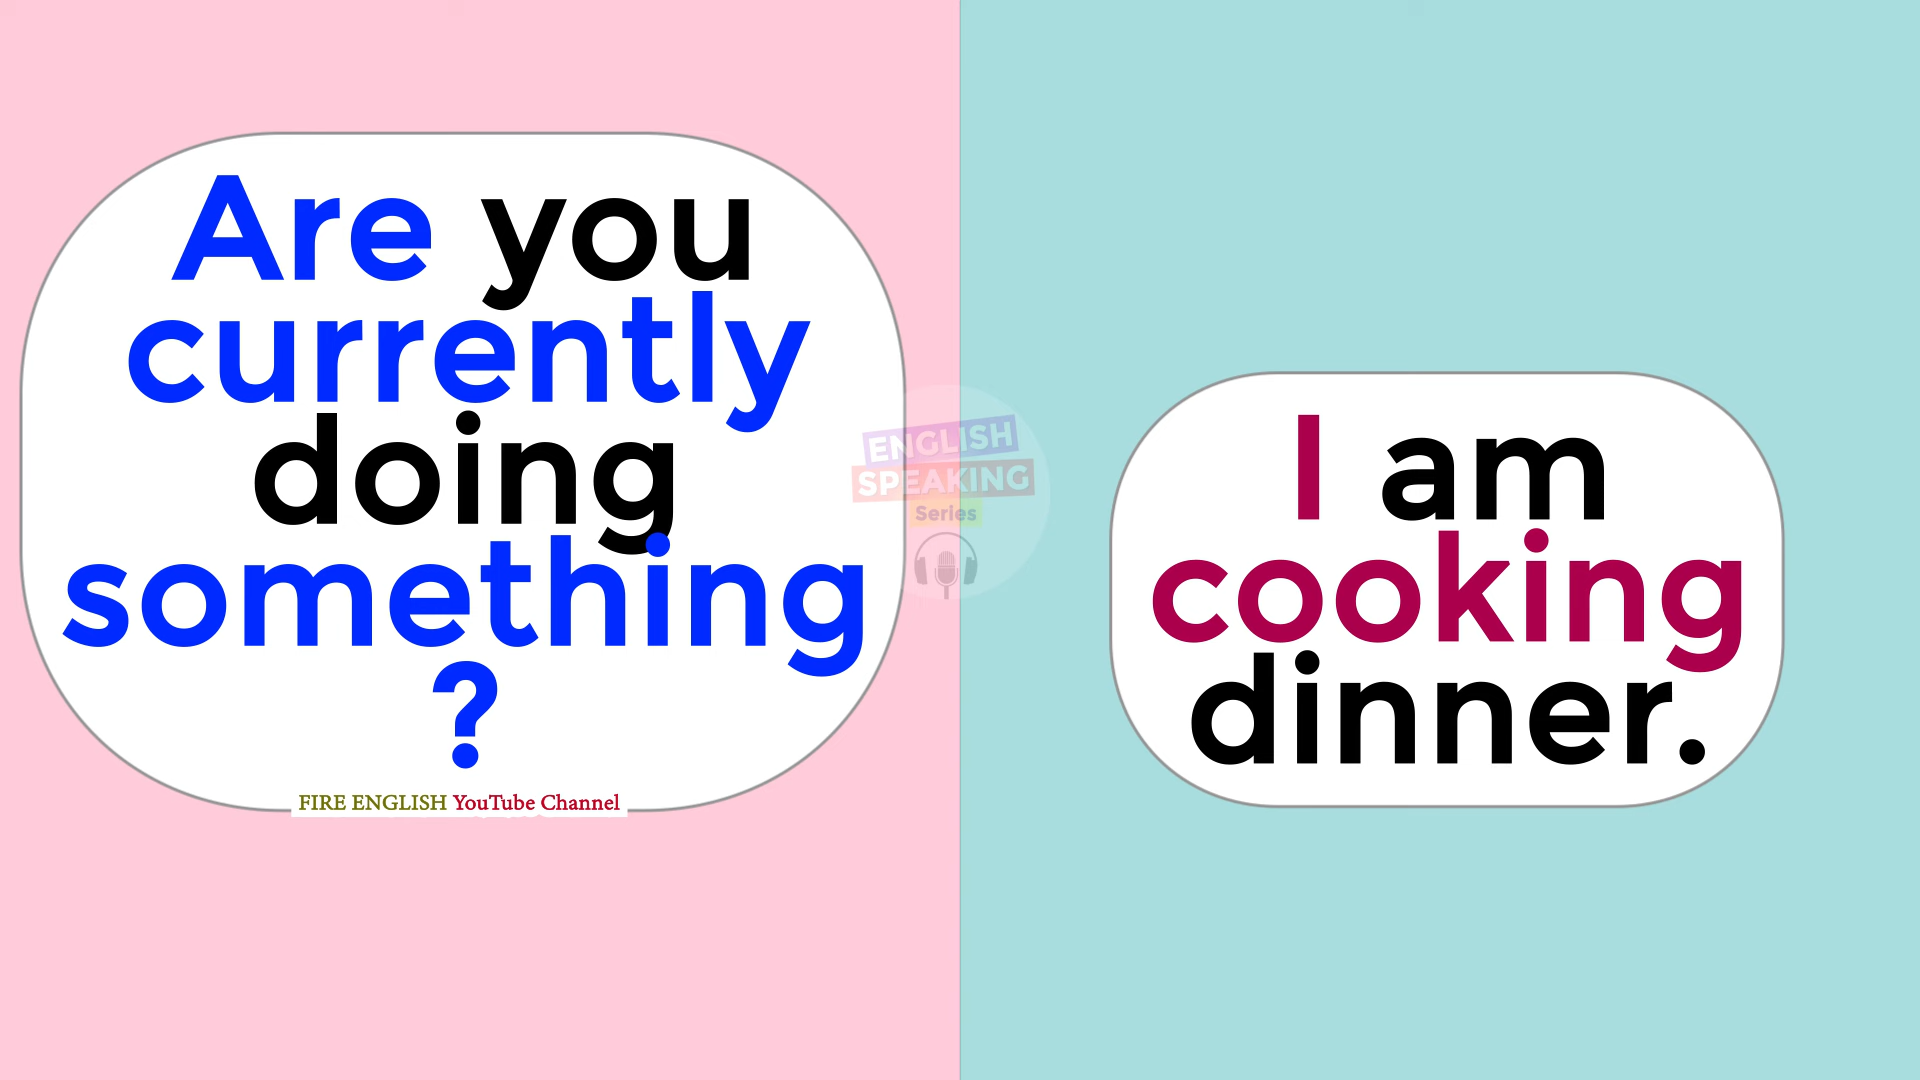 Are you
currently
doing
something
?
FIRE ENGLISH YouTube Channel
ENGLISH
SPEAKING
Series
I am
cooking
dinner.